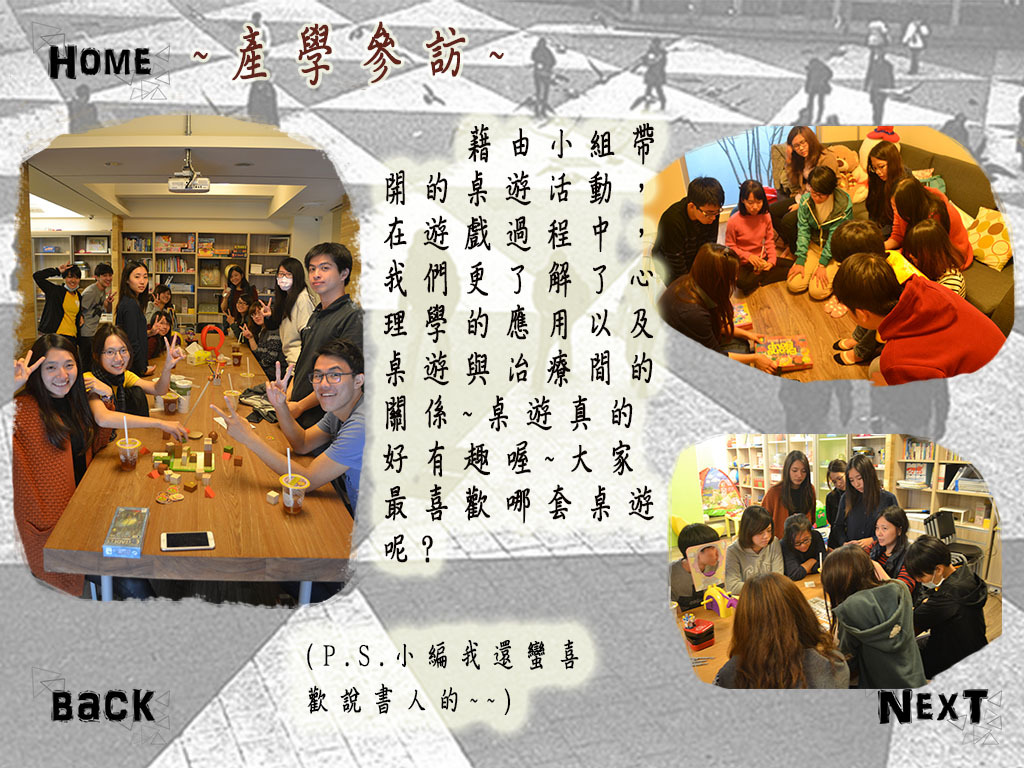 HOME
~產學參訪~
藉由小組帶
開的桌遊活動，
在遊戲過程中，
我們更了解了心
理學的應用以及
桌遊與治療間的
關係~桌遊真的
好有趣喔~大家
最喜歡哪套桌遊
呢?
(P.S.小編我還蠻喜
歡說書人的~~)
BACK
NEXT